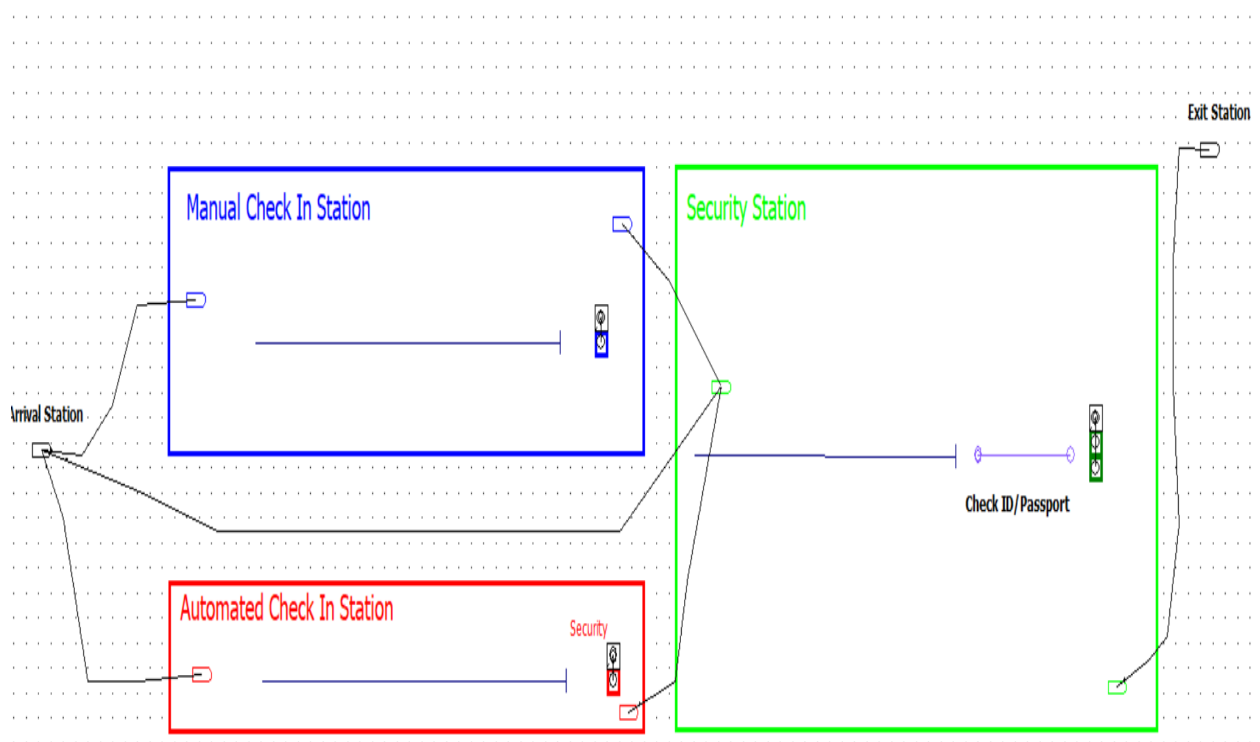 Exit Station
Manual Check In Station
Security Station
Arrival Station
Check ID/Passport
Automated Check In Station
Security